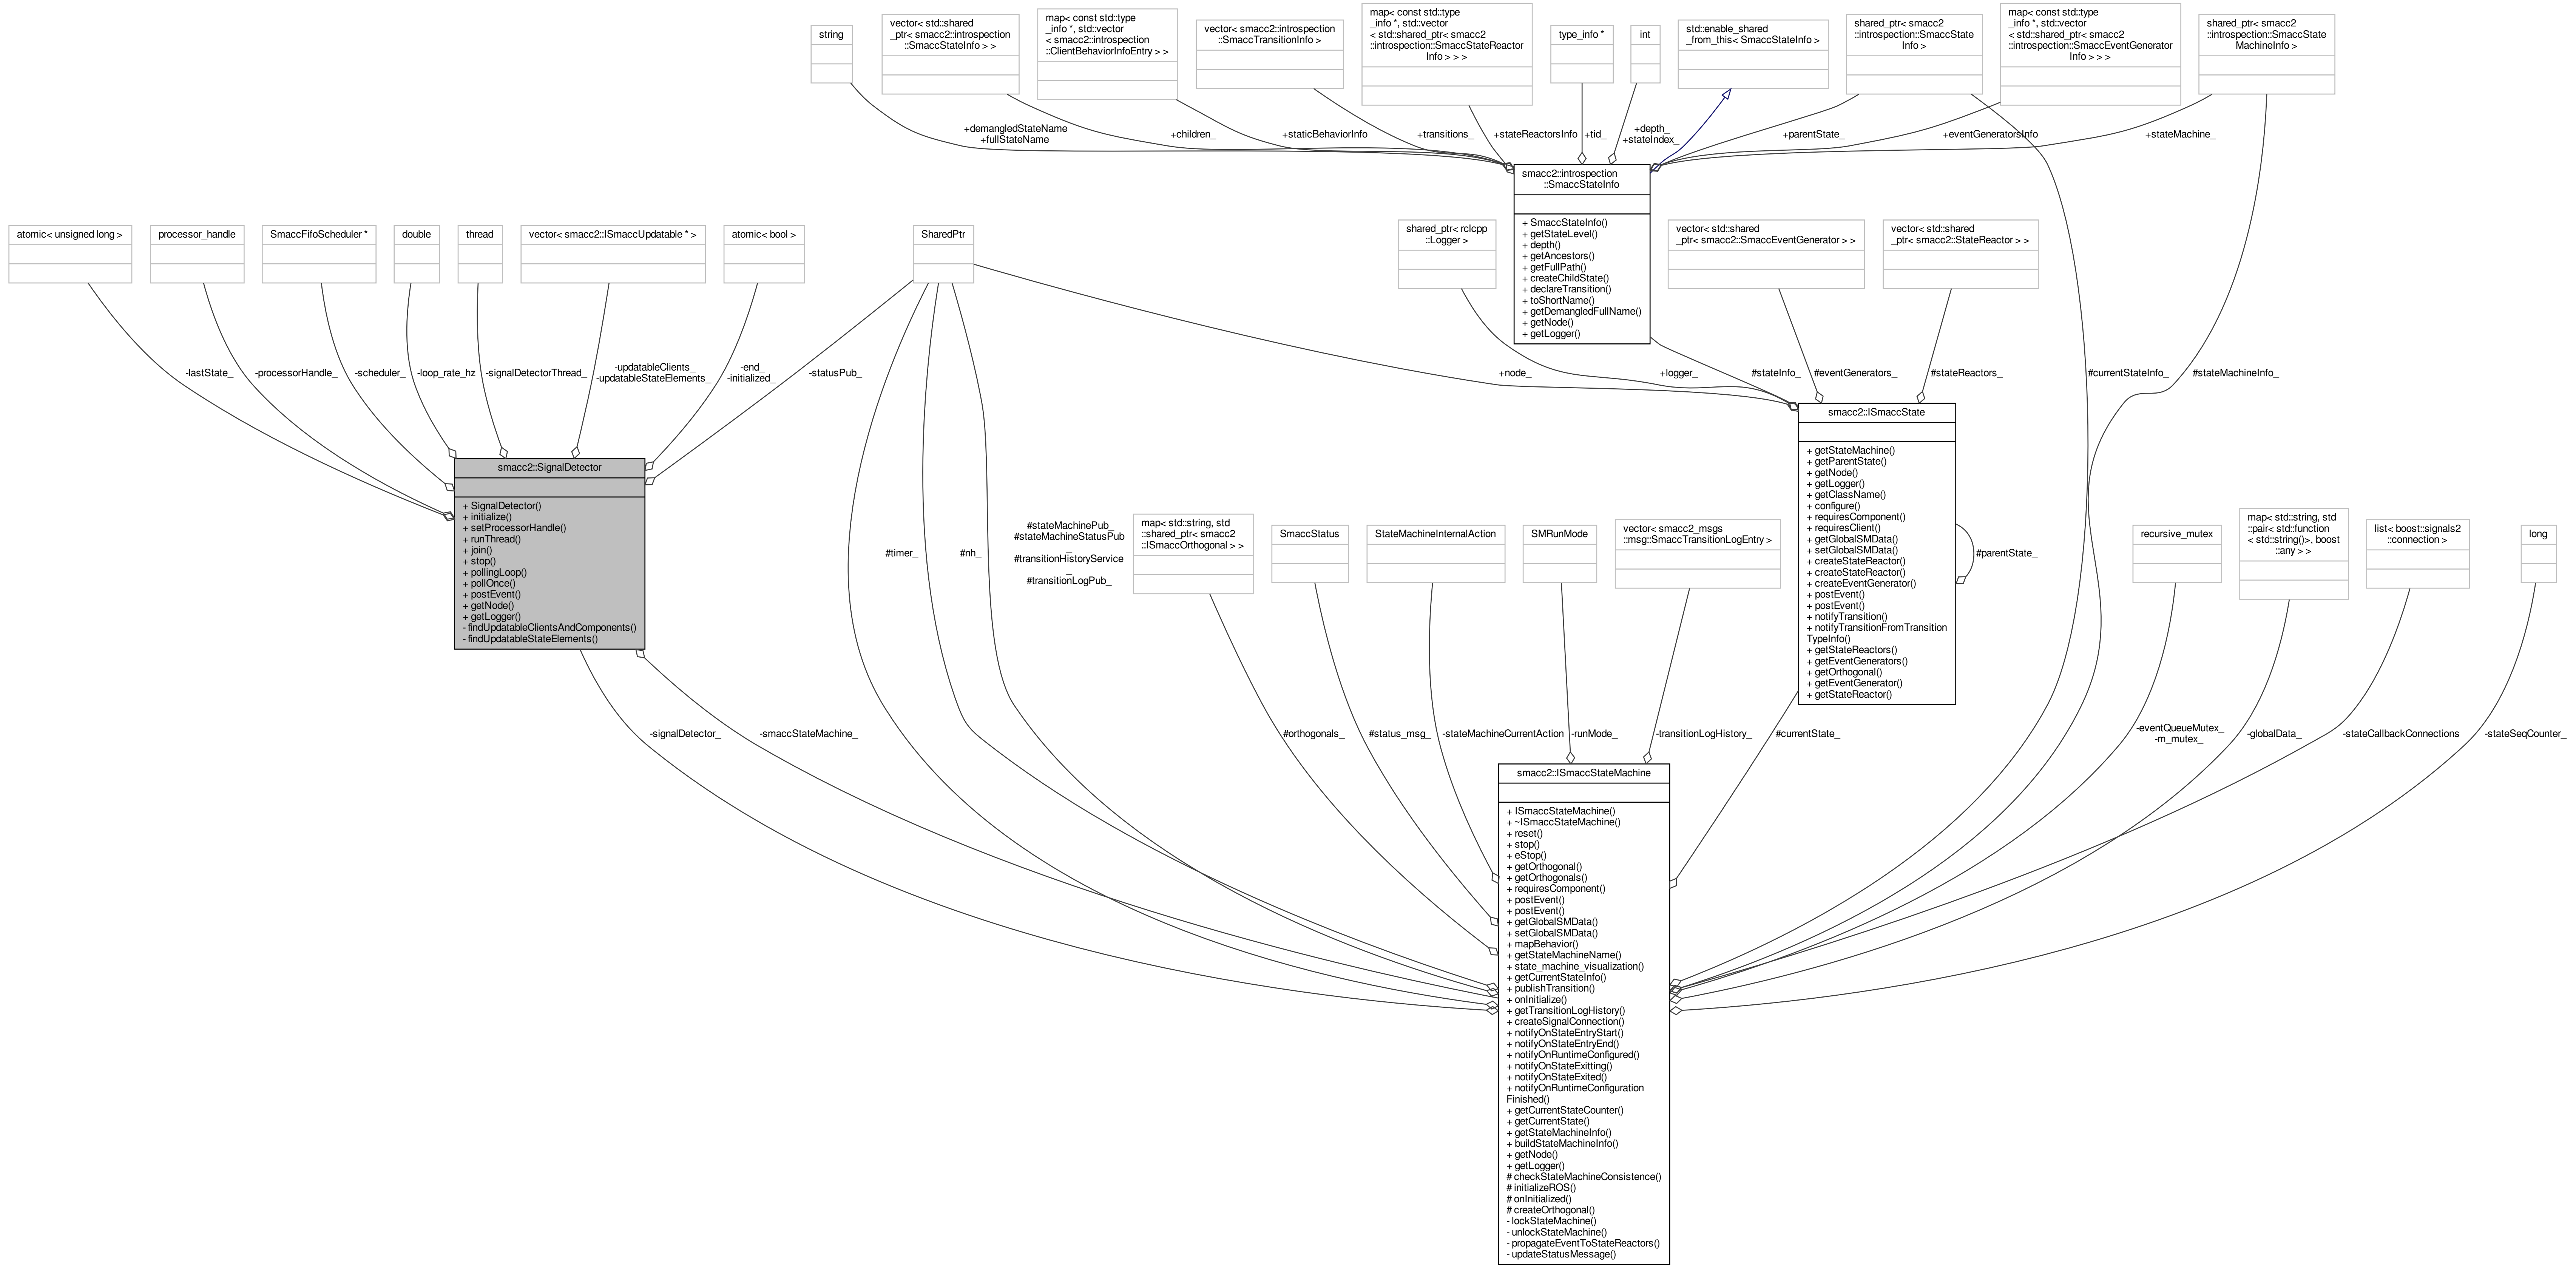 string
vector< std::shared
_ptr< smacc2::introspection
::SmaccStateInfo > >
map< const std::type
_info *, std::vector
< smacc2::introspection
::ClientBehaviorInfoEntry > >
vector< smacc2::introspection
::SmaccTransitionInfo >
map< const std::type
_info *, std::vector
< std::shared_ptr< smacc2
::introspection::SmaccStateReactor
Info > > >
type_info *
int
std::enable_shared
_from_this< SmaccStateInfo >
shared_ptr< smacc2
::introspection::SmaccState
Info >
map< const std::type
_info *, std::vector
< std::shared_ptr< smacc2
::introspection::SmaccEventGenerator
Info > > >
shared_ptr< smacc2
::introspection::SmaccState
MachineInfo >
+demangledStateName
+fullStateName
+children_
+staticBehaviorInfo
+transitions_
+stateReactorsInfo
+tid_
+depth_
+stateIndex_
+parentState_
+eventGeneratorsInfo
+stateMachine_
smacc2::introspection
::SmaccStateInfo
+ SmaccStateInfo()
+ getStateLevel()
+ depth()
+ getAncestors()
+ getFullPath()
+ createChildState()
+ declareTransition()
+ toShortName()
+ getDemangledFullName()
+ getNode()
+ getLogger()
atomic< unsigned long >
processor_handle
SmaccFifoScheduler *
double
thread
vector< smacc2::ISmaccUpdatable * >
atomic< bool >
SharedPtr
shared_ptr< rclcpp
::Logger >
vector< std::shared
_ptr< smacc2::SmaccEventGenerator > >
vector< std::shared
_ptr< smacc2::StateReactor > >
-lastState_
-processorHandle_
-scheduler_
-loop_rate_hz
-signalDetectorThread_
-updatableClients_
-updatableStateElements_
-end_
-initialized_
-statusPub_
+node_
+logger_
#stateInfo_
#eventGenerators_
#stateReactors_
#currentStateInfo_
#stateMachineInfo_
smacc2::SignalDetector
+ SignalDetector()
+ initialize()
+ setProcessorHandle()
+ runThread()
+ join()
+ stop()
+ pollingLoop()
+ pollOnce()
+ postEvent()
+ getNode()
+ getLogger()
- findUpdatableClientsAndComponents()
- findUpdatableStateElements()
smacc2::ISmaccState
+ getStateMachine()
+ getParentState()
+ getNode()
+ getLogger()
+ getClassName()
+ configure()
+ requiresComponent()
+ requiresClient()
+ getGlobalSMData()
+ setGlobalSMData()
+ createStateReactor()
+ createStateReactor()
+ createEventGenerator()
+ postEvent()
+ postEvent()
+ notifyTransition()
+ notifyTransitionFromTransition
TypeInfo()
+ getStateReactors()
+ getEventGenerators()
+ getOrthogonal()
+ getEventGenerator()
+ getStateReactor()
#parentState_
#timer_
#nh_
#stateMachinePub_
#stateMachineStatusPub
_
#transitionHistoryService
_
#transitionLogPub_
map< std::string, std
::shared_ptr< smacc2
::ISmaccOrthogonal > >
SmaccStatus
StateMachineInternalAction
SMRunMode
vector< smacc2_msgs
::msg::SmaccTransitionLogEntry >
recursive_mutex
map< std::string, std
::pair< std::function
< std::string()>, boost
::any > >
list< boost::signals2
::connection >
long
-signalDetector_
-smaccStateMachine_
#orthogonals_
#status_msg_
-stateMachineCurrentAction
-runMode_
-transitionLogHistory_
#currentState_
-eventQueueMutex_
-m_mutex_
-globalData_
-stateCallbackConnections
-stateSeqCounter_
smacc2::ISmaccStateMachine
+ ISmaccStateMachine()
+ ~ISmaccStateMachine()
+ reset()
+ stop()
+ eStop()
+ getOrthogonal()
+ getOrthogonals()
+ requiresComponent()
+ postEvent()
+ postEvent()
+ getGlobalSMData()
+ setGlobalSMData()
+ mapBehavior()
+ getStateMachineName()
+ state_machine_visualization()
+ getCurrentStateInfo()
+ publishTransition()
+ onInitialize()
+ getTransitionLogHistory()
+ createSignalConnection()
+ notifyOnStateEntryStart()
+ notifyOnStateEntryEnd()
+ notifyOnRuntimeConfigured()
+ notifyOnStateExitting()
+ notifyOnStateExited()
+ notifyOnRuntimeConfiguration
Finished()
+ getCurrentStateCounter()
+ getCurrentState()
+ getStateMachineInfo()
+ buildStateMachineInfo()
+ getNode()
+ getLogger()
# checkStateMachineConsistence()
# initializeROS()
# onInitialized()
# createOrthogonal()
- lockStateMachine()
- unlockStateMachine()
- propagateEventToStateReactors()
- updateStatusMessage()